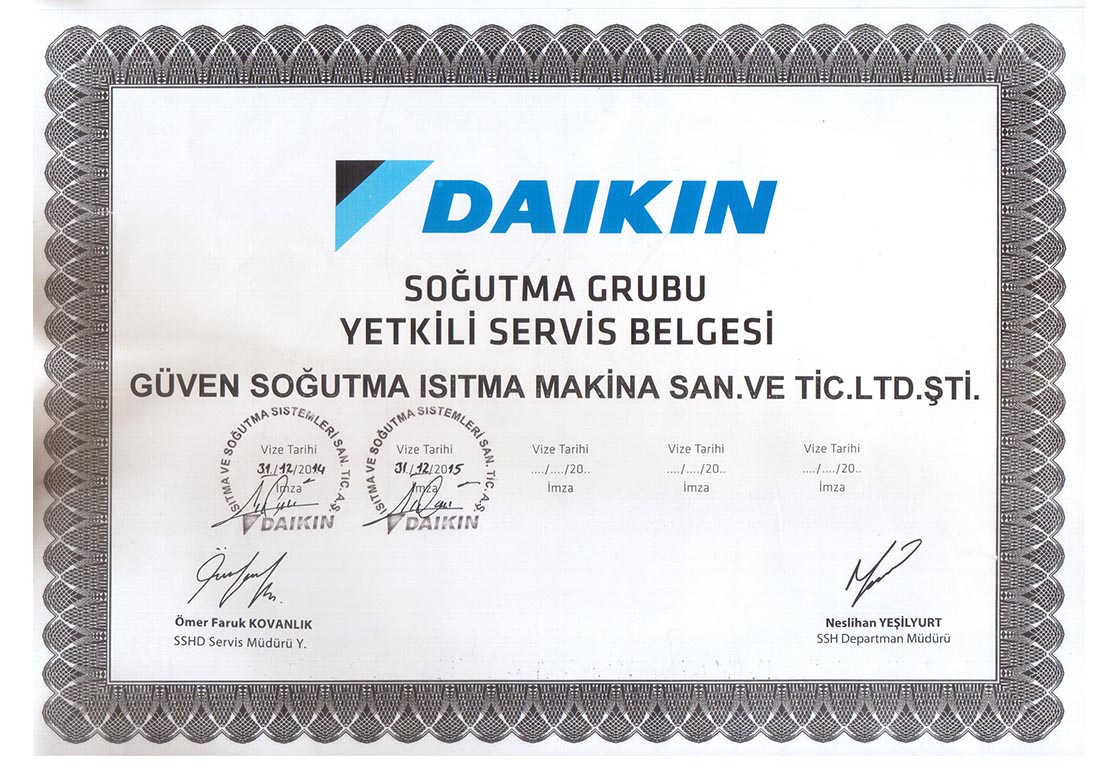 DAIKIN
SOĞUTMA GRUBU
YETKİLİ SERVİS BELGESİ
GÜVEN SOĞUTMA ISITMA MAKİNA SAN.VE TİC.LTD.ŞTİ.
ISITMA VE SOĞUTMA SİSTEMLERİ SAN. TİC. A.Ş.
Vize Tarihi
31/12/2014
İmza
DAIKIN
ISITMA VE SOĞUTMA SİSTEMLERİ SAN. TİC. A.Ş.
Vize Tarihi
31/12/2015
İmza
DAIKIN
Vize Tarihi
..../..../20..
İmza
Vize Tarihi
..../..../20..
İmza
Vize Tarihi
..../..../20..
İmza
Ömer Faruk KOVANLIK
SSHD Servis Müdürü Y.
Neslihan YEŞİLYURT
SSH Departman Müdürü